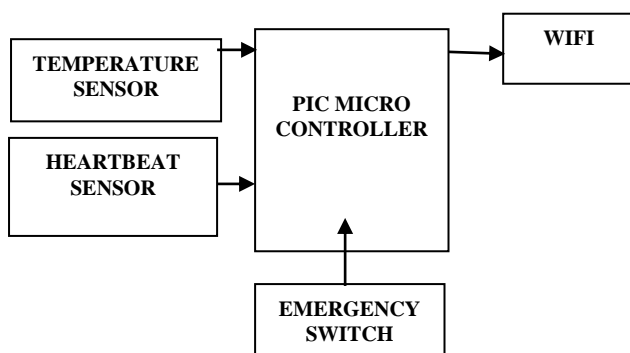 TEMPERATURE
SENSOR
HEARTBEAT
SENSOR
PIC MICRO
CONTROLLER
WIFI
EMERGENCY
SWITCH